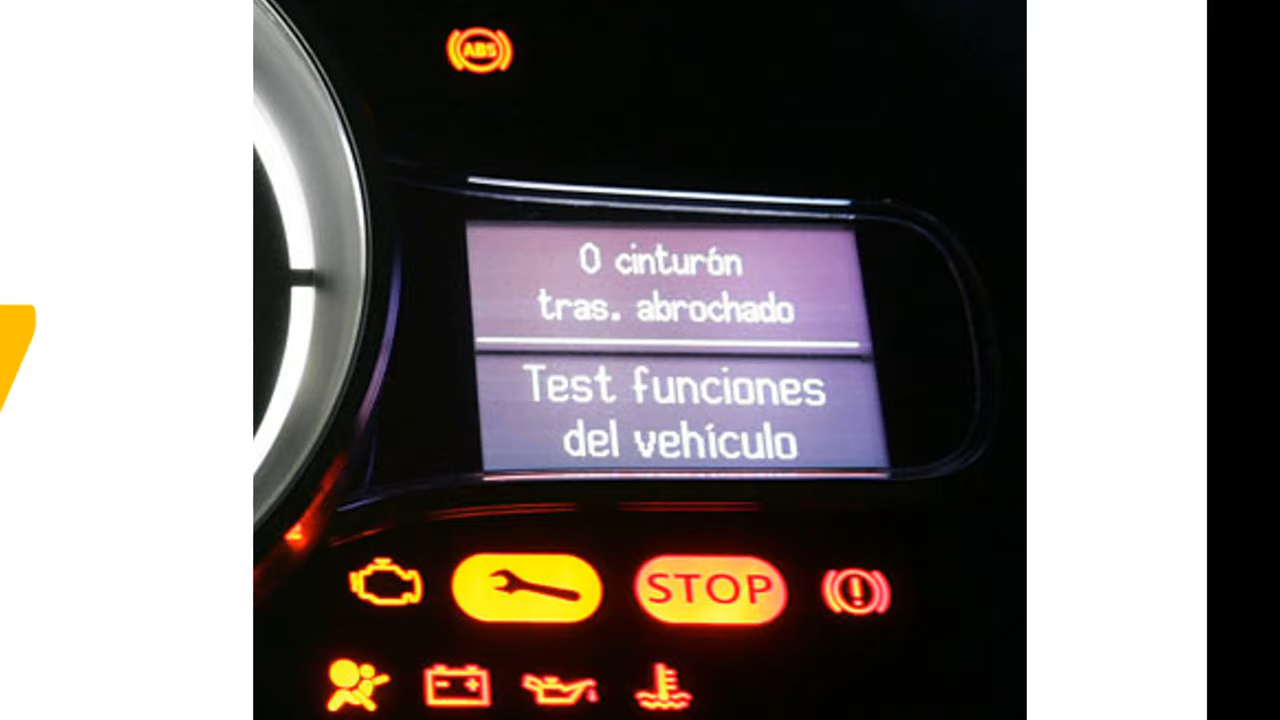 ABS
0 cinturón
tras. abrochado
Test funciones
del vehículo
STOP